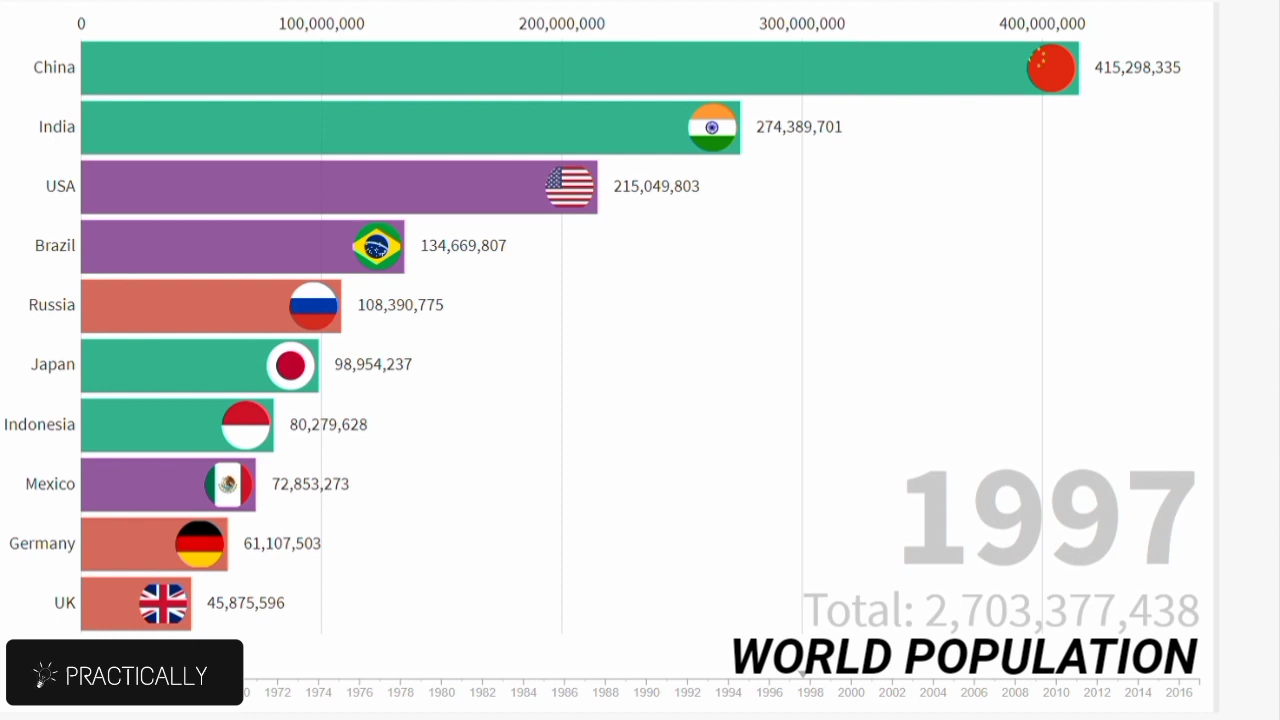 0 100,000,000 200,000,000 300,000,000 400,000,000
China 415,298,335
India 274,389,701
USA 215,049,803
Brazil 134,669,807
Russia 108,390,775
Japan 98,954,237
Indonesia 80,279,628
Mexico 72,853,273
Germany 61,107,503
UK 45,875,596
1997
Total: 2,703,377,438
WORLD POPULATION
PRACTICALLY
1972 1974 1976 1978 1980 1982 1984 1986 1988 1990 1992 1994 1996 1998 2000 2002 2004 2006 2008 2010 2012 2014 2016